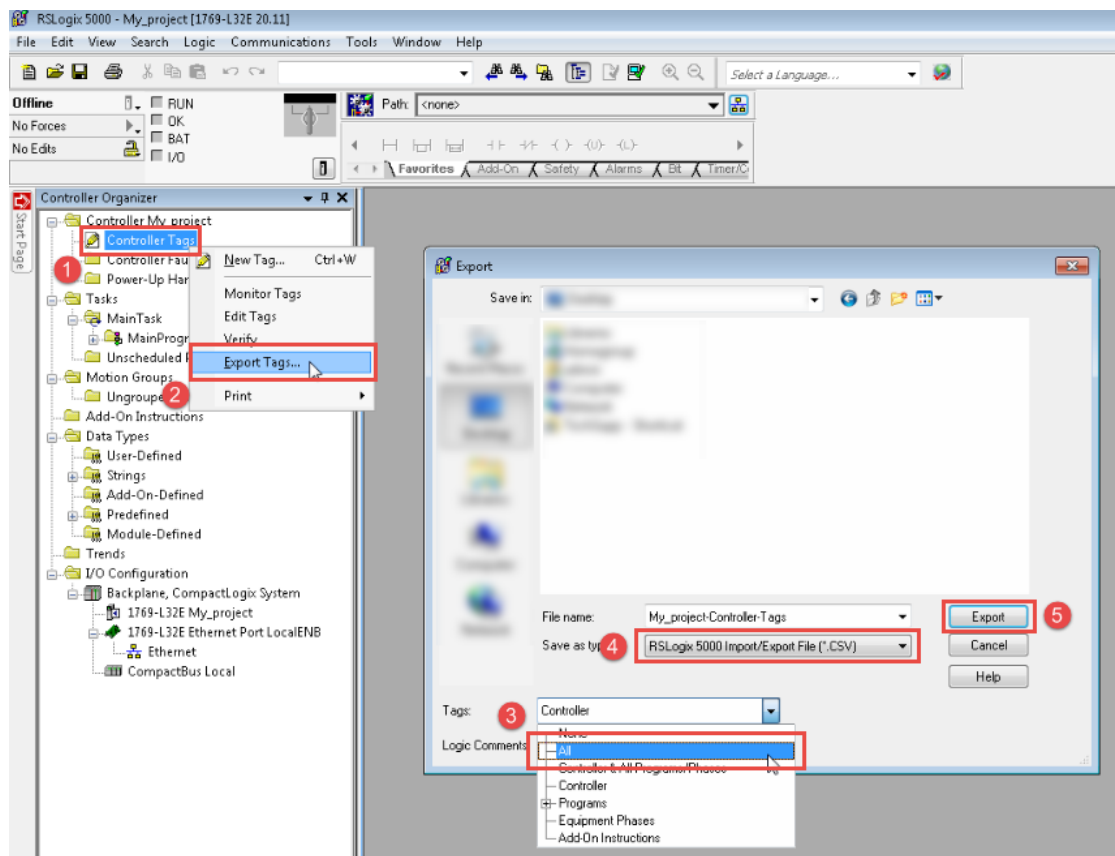 RSLogix 5000 - My_project [1769-L32E 20.11]
File Edit View Search Logic Communications Tools Window Help
Select a Language...
Offline
RUN
No Forces
OK
No Edits
BAT
I/O
Path: <none>
Favorites Add-On Safety Alarms Bit Timer/C
Start Page
Controller Organizer
Controller My_project
Controller Tags
1
Controller Fau
Power-Up Har
Tasks
MainTask
MainProgr
Unscheduled P
Motion Groups
Ungroupe
Add-On Instructions
Data Types
User-Defined
Strings
Add-On-Defined
Predefined
Module-Defined
Trends
I/O Configuration
Backplane, CompactLogix System
1769-L32E My_project
1769-L32E Ethernet Port LocalENB
Ethernet
CompactBus Local
New Tag... Ctrl+W
Monitor Tags
Edit Tags
Verify
Export Tags...
2
Print
Export
Save in:
File name: My_project-Controller-Tags
Export
5
Save as typ
4
RSLogix 5000 Import/Export File (*.CSV)
Cancel
Help
Tags:
3
Controller
Logic Comments
None
All
Controller & All Programs/Phases
Controller
Programs
Equipment Phases
Add-On Instructions